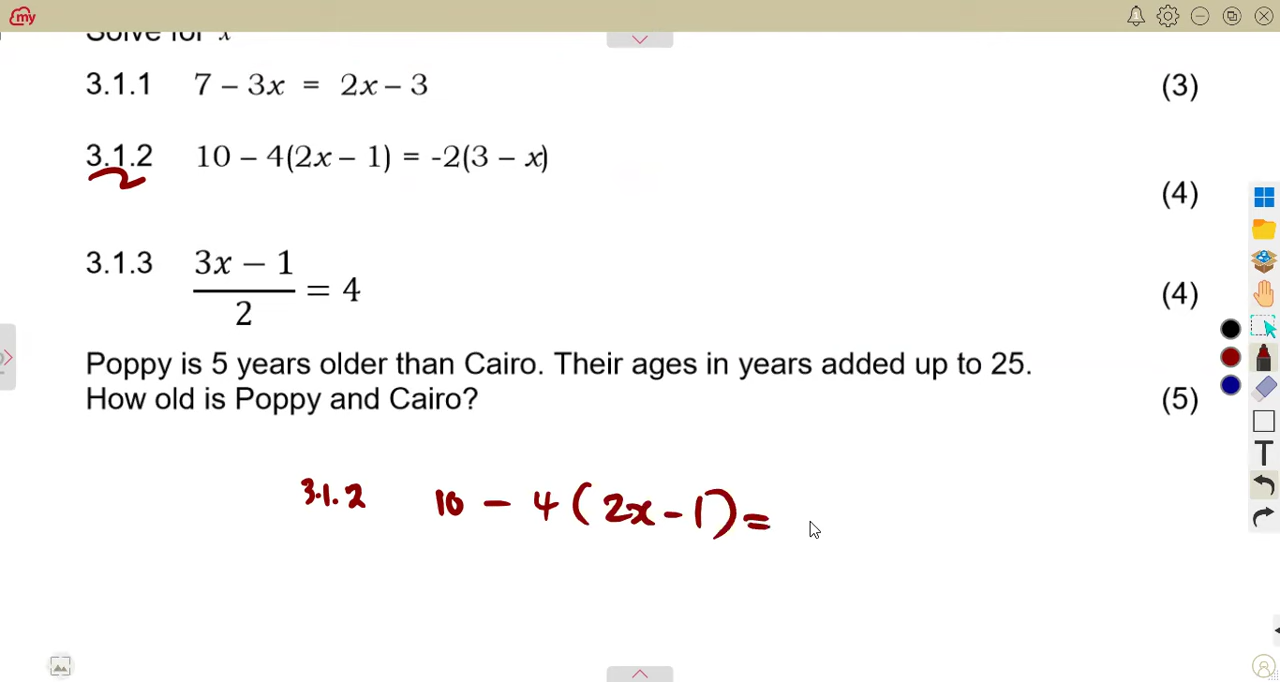 my
Solve for x
3.1.1 7 – 3x = 2x – 3 (3)
3.1.2 10 – 4(2x – 1) = -2(3 – x)
(4)
3.1.3 3x − 1
= 4 (4)
2
Poppy is 5 years older than Cairo. Their ages in years added up to 25.
How old is Poppy and Cairo? (5)
3.1.2 10 – 4 ( 2x – 1) =
T